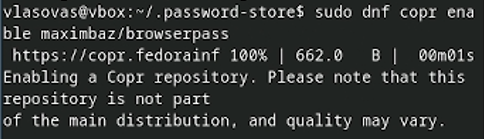 vlasovas@vbox:~/.password-store$ sudo dnf copr ena
ble maximbaz/browserpass
https://copr.fedorainf 100% | 662.0   B |  00m01s
Enabling a Copr repository. Please note that this
repository is not part
of the main distribution, and quality may vary.